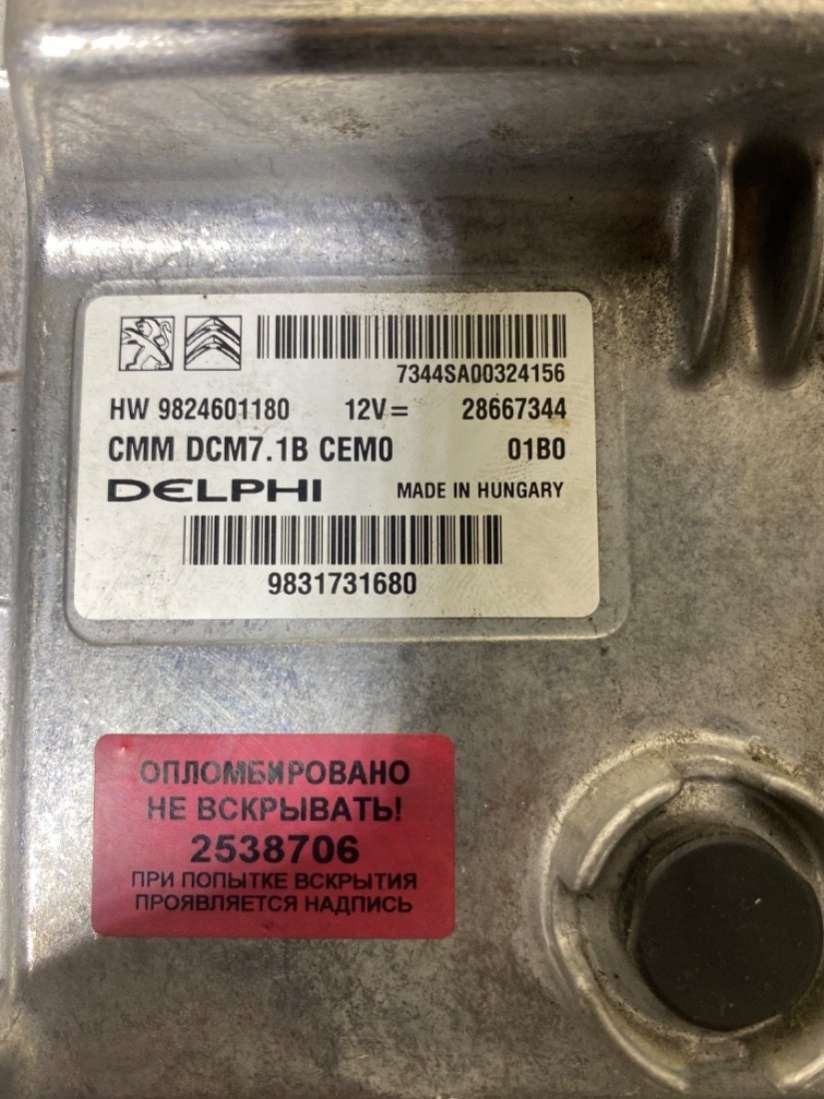 7344SA00324156
HW 9824601180 12V= 28667344
CMM DCM7.1B CEM0 01B0
DELPHI MADE IN HUNGARY
9831731680
ОПЛОМБИРОВАНО
НЕ ВСКРЫВАТЬ!
2538706
ПРИ ПОПЫТКЕ ВСКРЫТИЯ
ПРОЯВЛЯЕТСЯ НАДПИСЬ